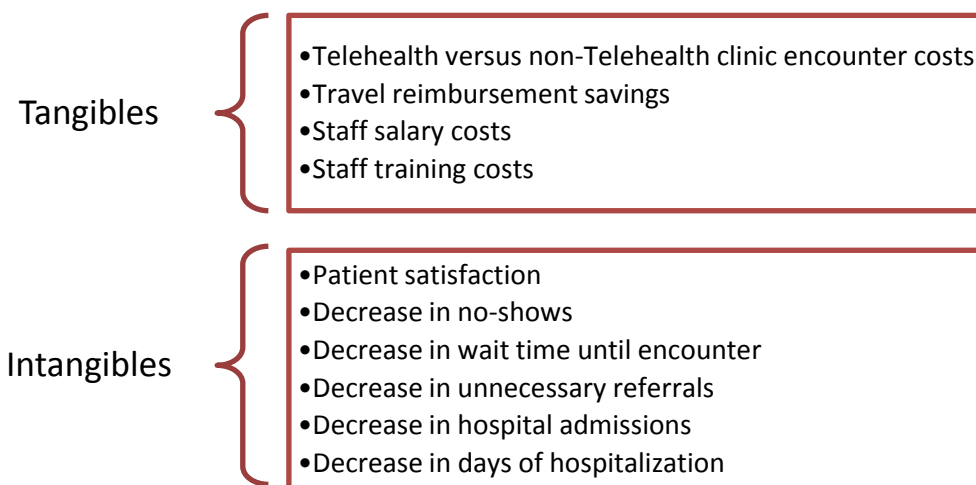 Tangibles
•Telehealth versus non-Telehealth clinic encounter costs
•Travel reimbursement savings
•Staff salary costs
•Staff training costs
Intangibles
•Patient satisfaction
•Decrease in no-shows
•Decrease in wait time until encounter
•Decrease in unnecessary referrals
•Decrease in hospital admissions
•Decrease in days of hospitalization